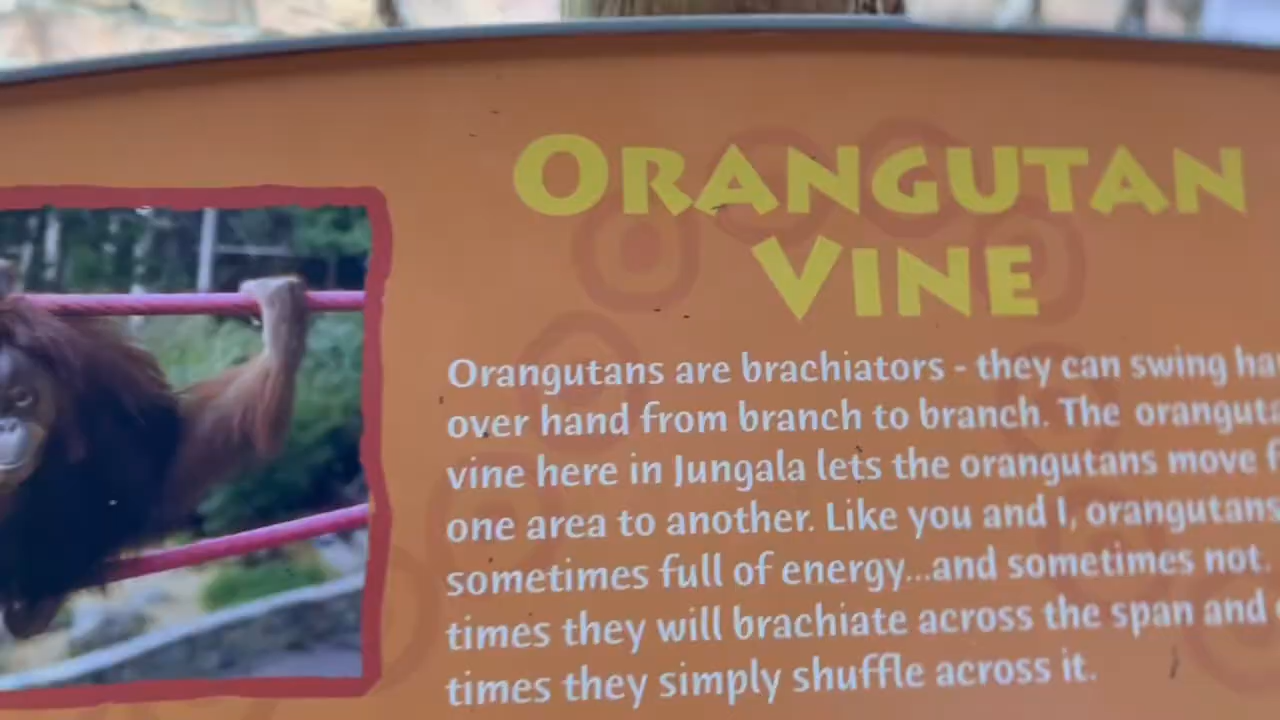 ORANGUTAN
VINE
Orangutans are brachiators - they can swing
over hand from branch to branch. The
vine here in Jungala lets the orangutans move
one area to another. Like you and I, orangutans
sometimes full of energy...and sometimes not.
times they will brachiate across the span and
times they simply shuffle across it.